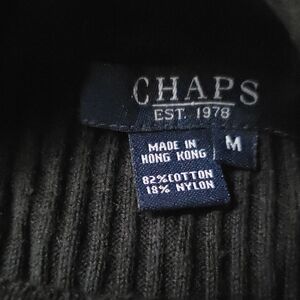 CHAPS
EST. 1978
MADE IN
HONG KONG
M
82%COTTON
18% NYLON